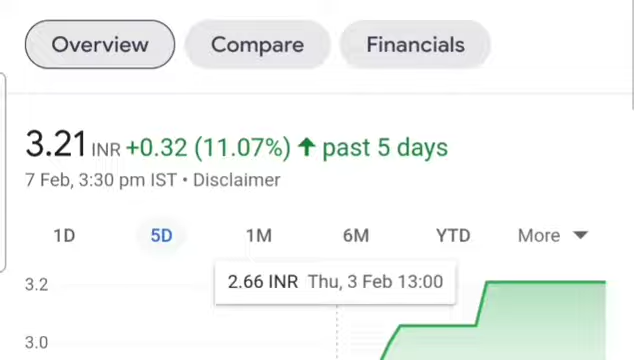 Overview Compare Financials
3.21 INR +0.32 (11.07%) ↑ past 5 days
7 Feb, 3:30 pm IST • Disclaimer
1D 5D 1M 6M YTD More
2.66 INR Thu, 3 Feb 13:00
3.2
3.0